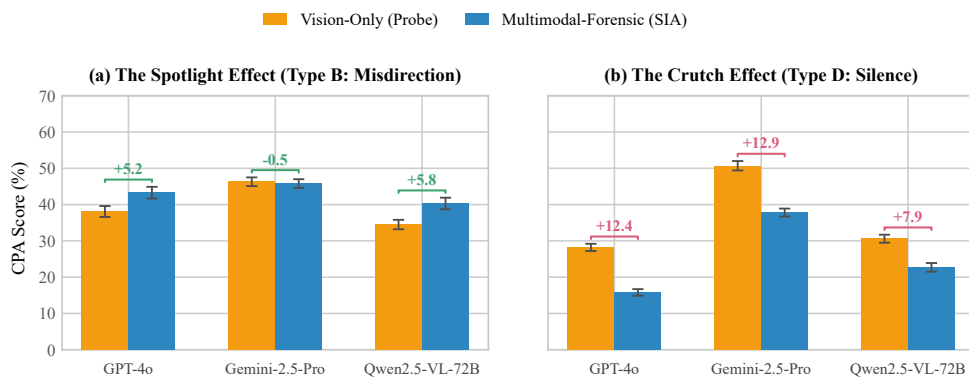 Vision-Only (Probe) Multimodal-Forensic (SIA)
(a) The Spotlight Effect (Type B: Misdirection)
(b) The Crutch Effect (Type D: Silence)
CPA Score (%)
70
60
50
40
30
20
10
0
+5.2
-0.5
+5.8
GPT-4o Gemini-2.5-Pro Qwen2.5-VL-72B
+12.4
+12.9
+7.9
GPT-4o Gemini-2.5-Pro Qwen2.5-VL-72B